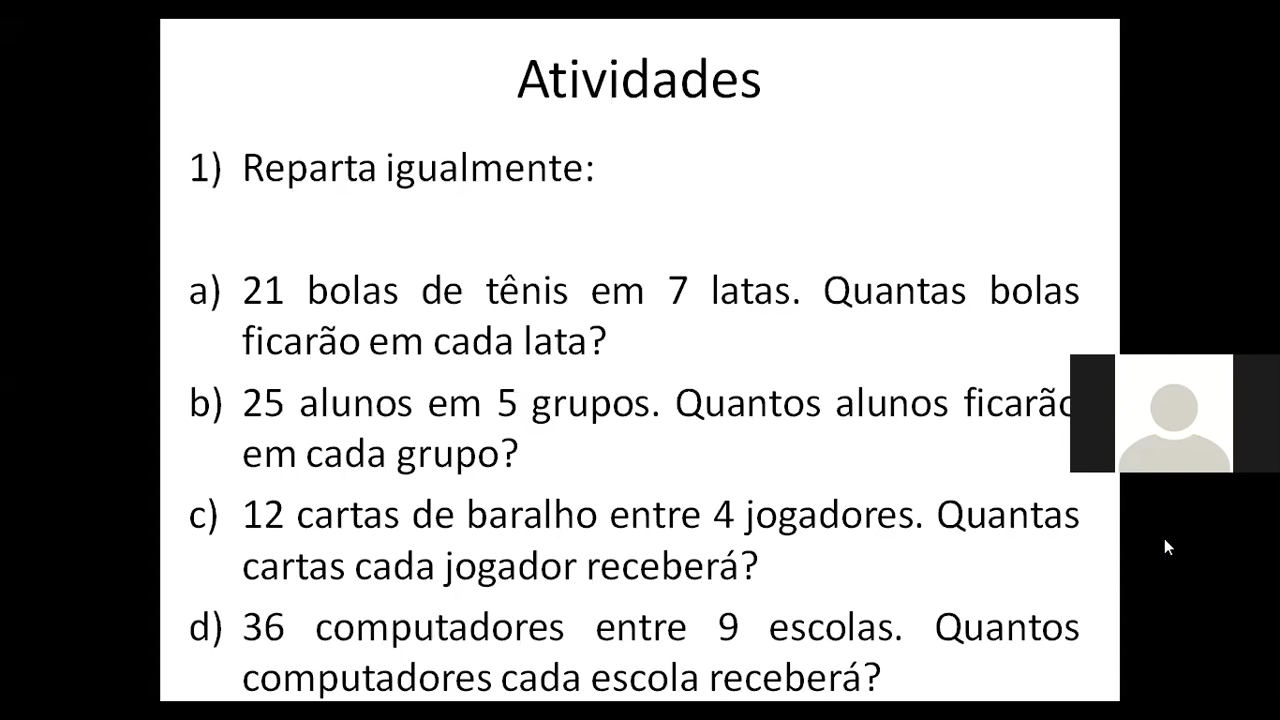 Atividades
1) Reparta igualmente:
a) 21 bolas de tênis em 7 latas. Quantas bolas
ficarão em cada lata?
b) 25 alunos em 5 grupos. Quantos alunos ficarão
em cada grupo?
c) 12 cartas de baralho entre 4 jogadores. Quantas
cartas cada jogador receberá?
d) 36 computadores entre 9 escolas. Quantos
computadores cada escola receberá?